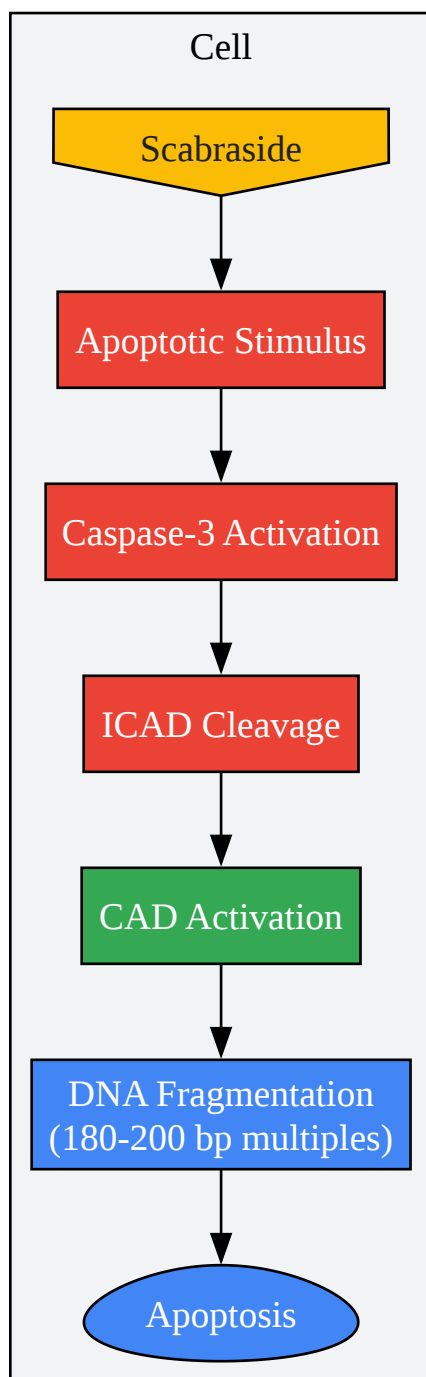 Cell
Scabraside
Apoptotic Stimulus
Caspase-3 Activation
ICAD Cleavage
CAD Activation
DNA Fragmentation
(180-200 bp multiples)
Apoptosis